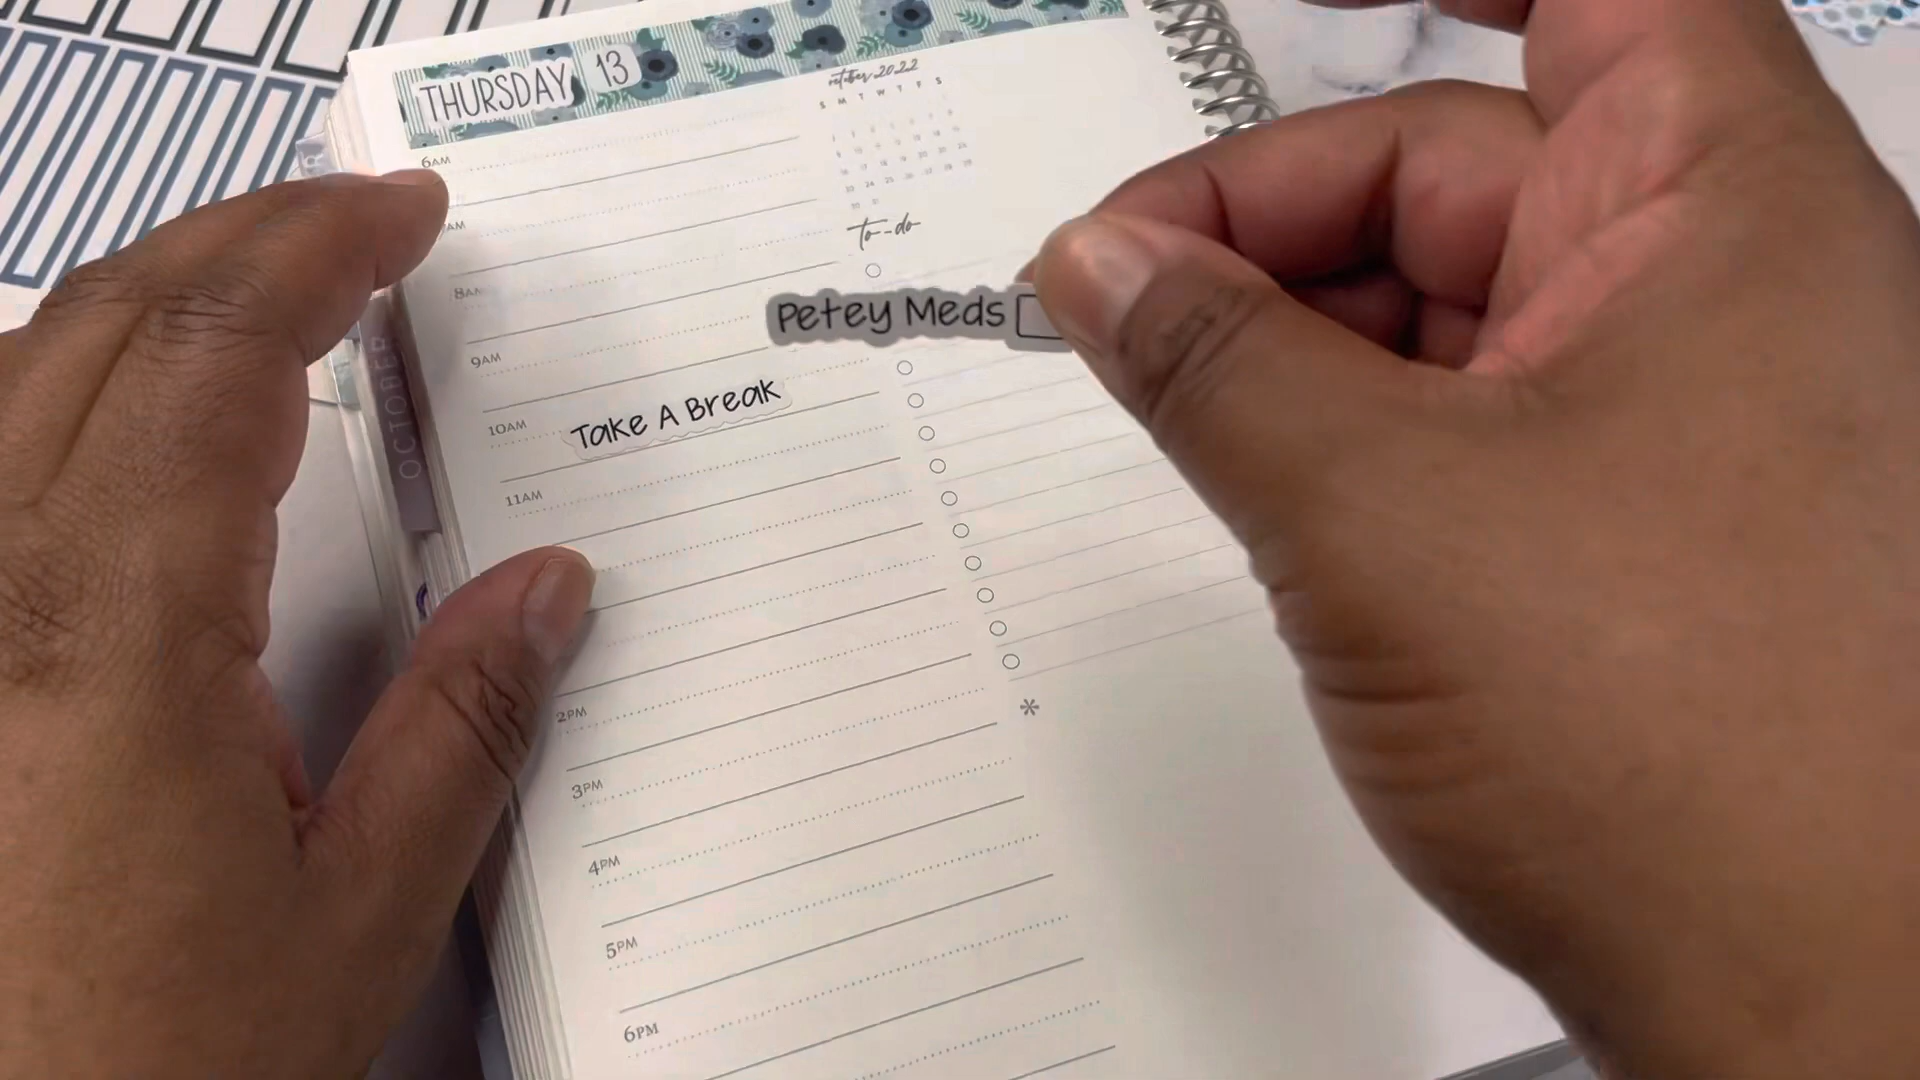 THURSDAY 13
october 2022
S M T W T F S
6AM
AM
to-do
8AM
Petey Meds
9AM
Take A Break
10AM
11AM
OCTOBER
2PM
*
3PM
4PM
5PM
6PM